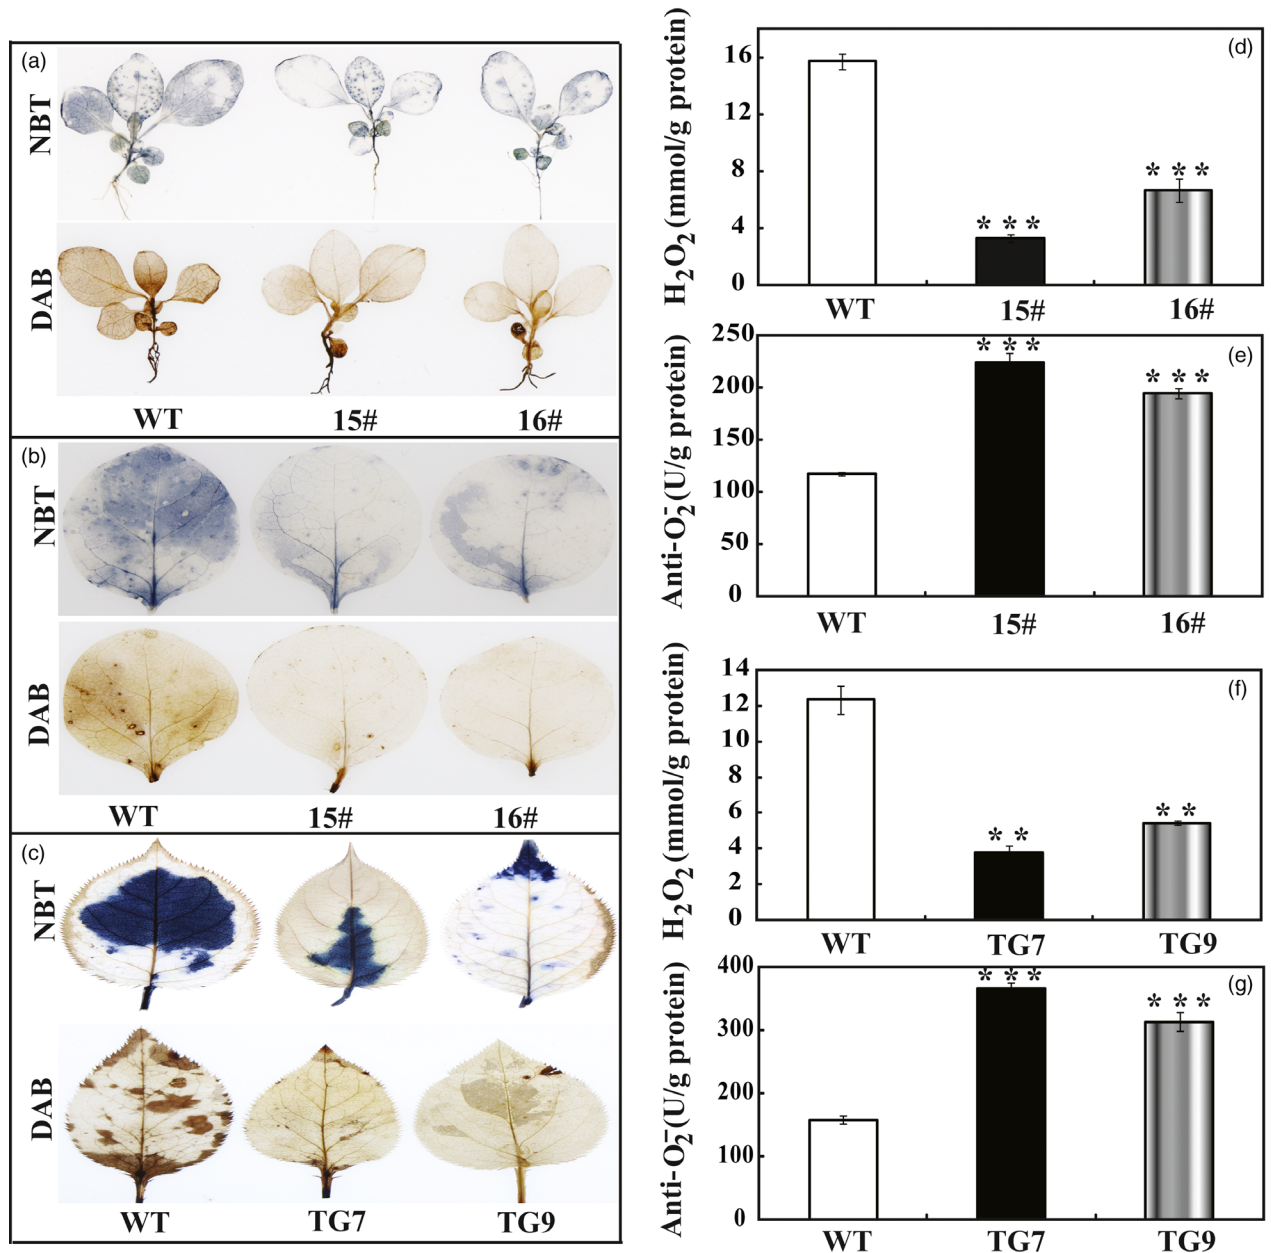 (a)
NBT
DAB
WT 15# 16#
(b)
NBT
DAB
WT 15# 16#
(c)
NBT
DAB
WT TG7 TG9
(d)
H2O2 (mmol/g protein)
16
12
8
4
0
* * *
* * *
WT 15# 16#
(e)
Anti-O2- (U/g protein)
250
200
150
100
50
0
* * *
* * *
WT 15# 16#
(f)
H2O2 (mmol/g protein)
14
12
10
8
6
4
2
0
* *
* *
WT TG7 TG9
(g)
Anti-O2- (U/g protein)
400
300
200
100
0
* * *
* * *
WT TG7 TG9